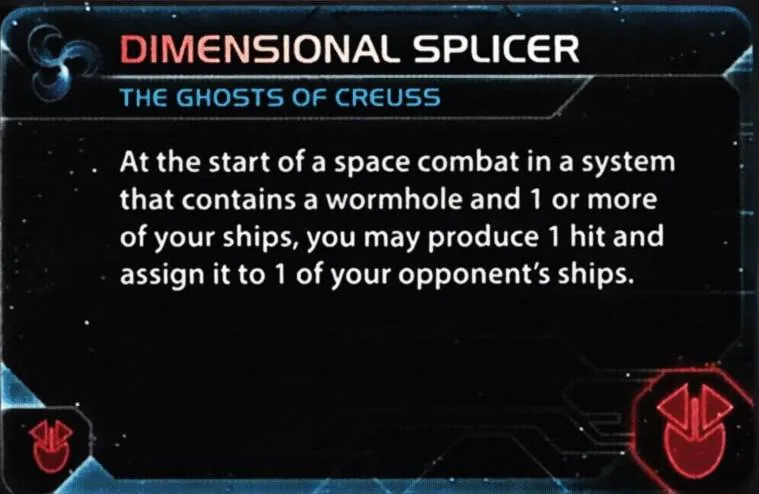 DIMENSIONAL SPLICER
THE GHOSTS OF CREUSS
At the start of a space combat in a system
that contains a wormhole and 1 or more
of your ships, you may produce 1 hit and
assign it to 1 of your opponent's ships.